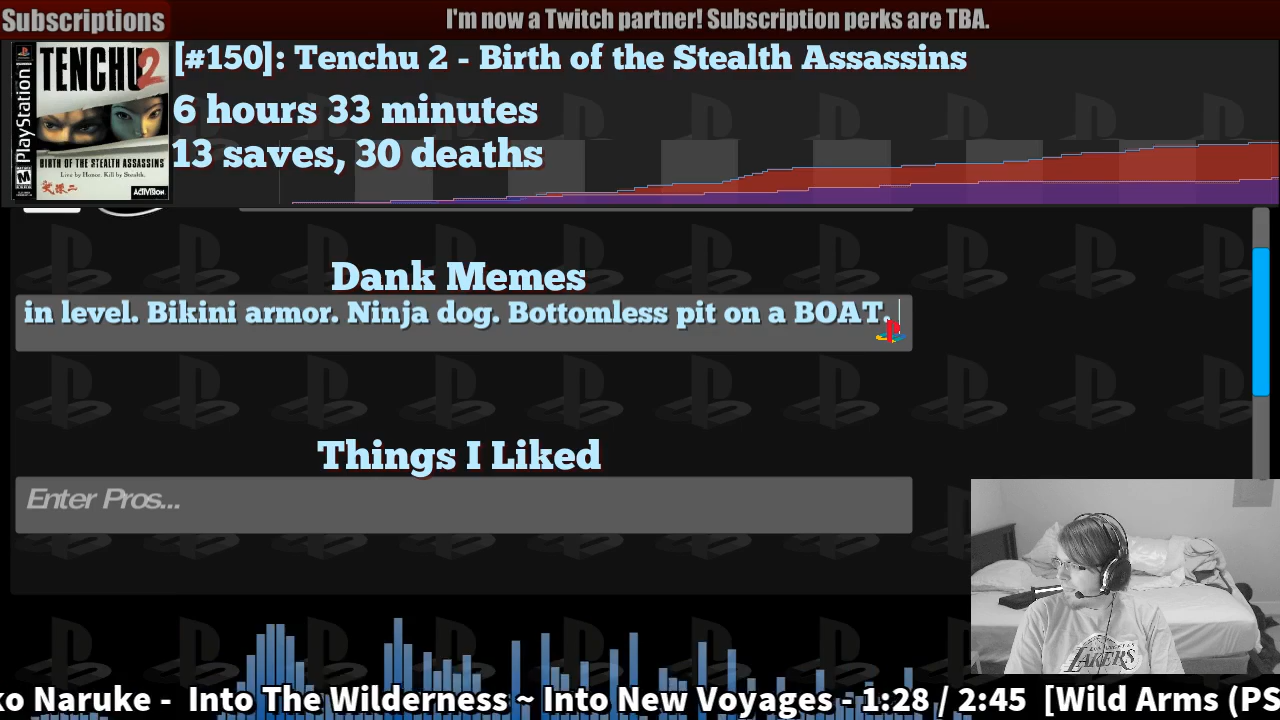 Subscriptions
I'm now a Twitch partner! Subscription perks are TBA.
[#150]: Tenchu 2 - Birth of the Stealth Assassins
6 hours 33 minutes
13 saves, 30 deaths
PlayStation
TENCHU 2
BIRTH OF THE STEALTH ASSASSINS
Live by Honor. Kill by Stealth.
ACTIVISION
Dank Memes
in level. Bikini armor. Ninja dog. Bottomless pit on a BOAT.
Things I Liked
Enter Pros...
LAKERS
ko Naruke - Into The Wilderness ~ Into New Voyages - 1:28 / 2:45 [Wild Arms (PS